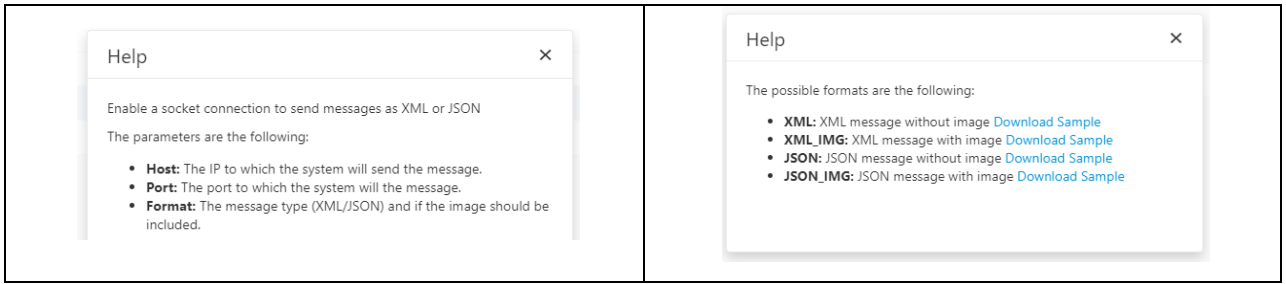 Help
Enable a socket connection to send messages as XML or JSON
The parameters are the following:
• Host: The IP to which the system will send the message.
• Port: The port to which the system will the message.
• Format: The message type (XML/JSON) and if the image should be
included.
Help
The possible formats are the following:
• XML: XML message without image Download Sample
• XML_IMG: XML message with image Download Sample
• JSON: JSON message without image Download Sample
• JSON_IMG: JSON message with image Download Sample